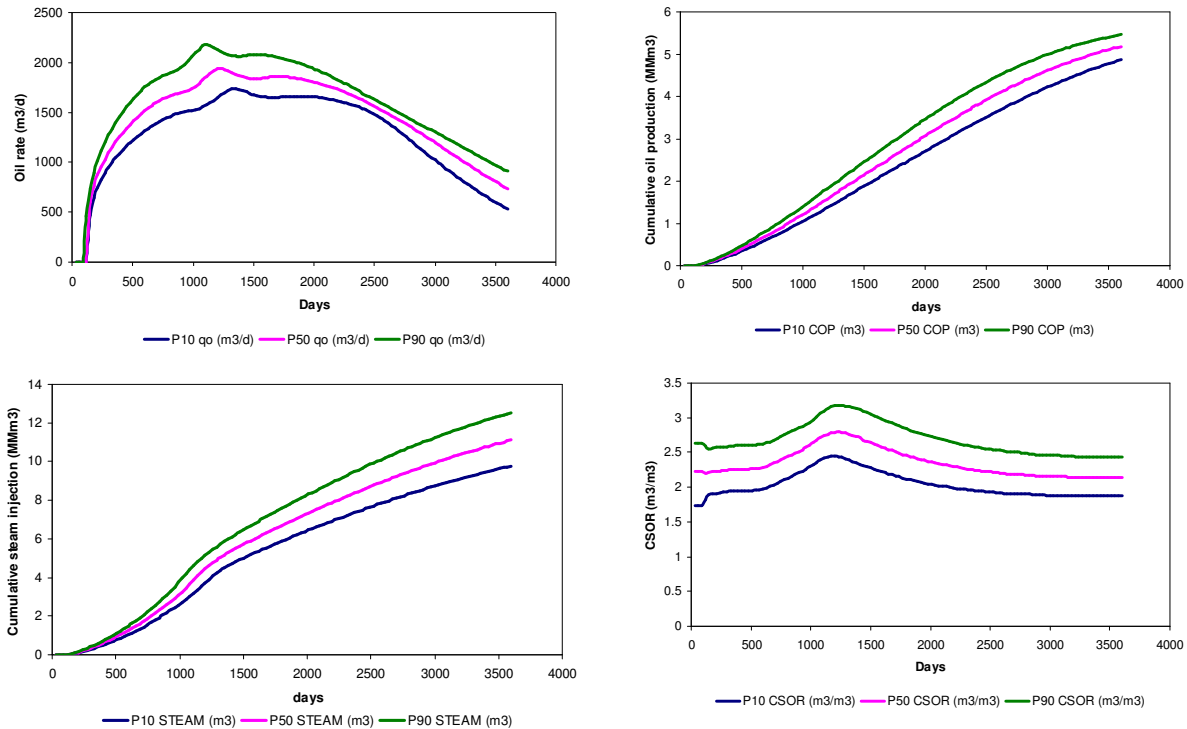 2500
2000
1500
1000
500
0
Oil rate (m3/d)
0 500 1000 1500 2000 2500 3000 3500 4000
Days
P10 qo (m3/d) P50 qo (m3/d) P90 qo (m3/d)
6
5
4
3
2
1
0
Cumulative oil production (MMm3)
0 500 1000 1500 2000 2500 3000 3500 4000
days
P10 COP (m3) P50 COP (m3) P90 COP (m3)
14
12
10
8
6
4
2
0
Cumulative steam injection (MMm3)
0 500 1000 1500 2000 2500 3000 3500 4000
days
P10 STEAM (m3) P50 STEAM (m3) P90 STEAM (m3)
3.5
3
2.5
2
1.5
1
0.5
0
CSOR (m3/m3)
0 500 1000 1500 2000 2500 3000 3500 4000
Days
P10 CSOR (m3/m3) P50 CSOR (m3/m3) P90 CSOR (m3/m3)